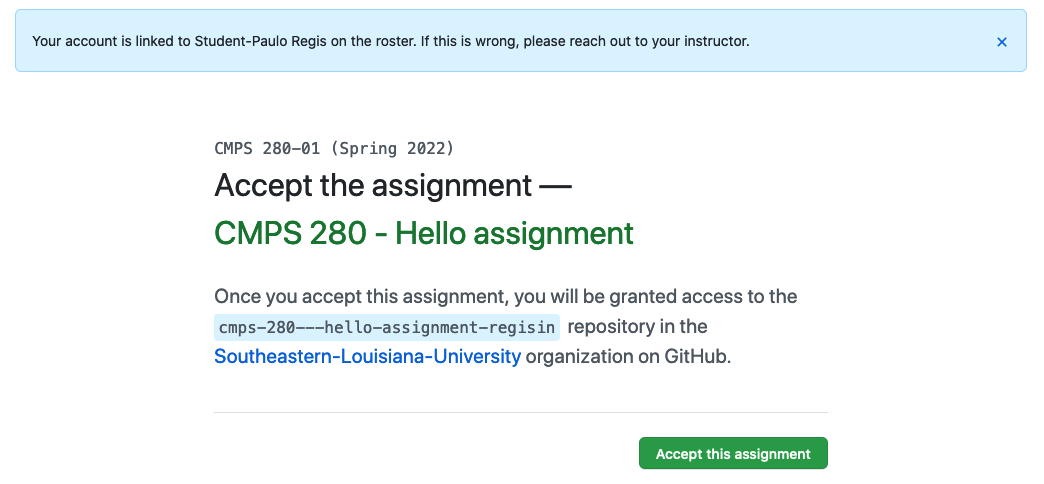 Your account is linked to Student-Paulo Regis on the roster. If this is wrong, please reach out to your instructor.
CMPS 280-01 (Spring 2022)
Accept the assignment —
CMPS 280 - Hello assignment
Once you accept this assignment, you will be granted access to the
cmps-280---hello-assignment-regisin repository in the
Southeastern-Louisiana-University organization on GitHub.
Accept this assignment